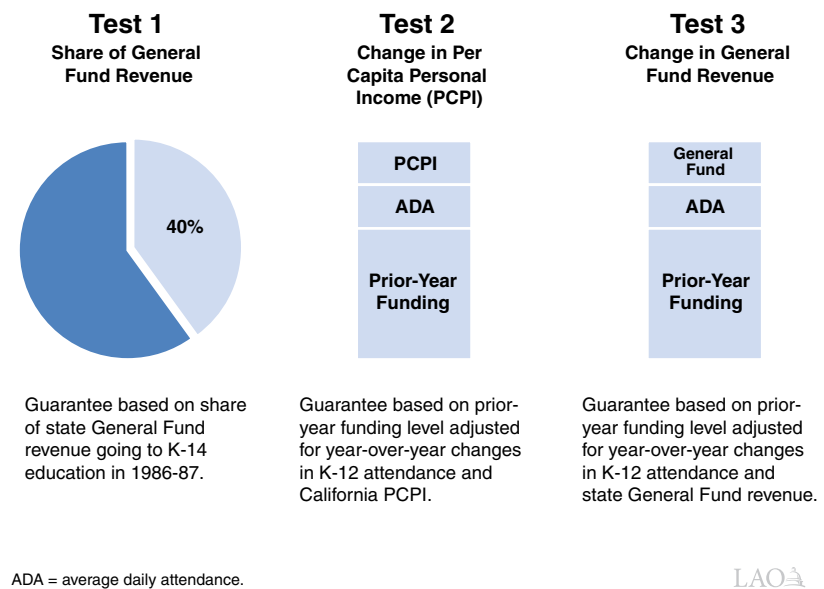 Test 1
Share of General
Fund Revenue
40%
Guarantee based on share
of state General Fund
revenue going to K-14
education in 1986-87.
Test 2
Change in Per
Capita Personal
Income (PCPI)
PCPI
ADA
Prior-Year
Funding
Guarantee based on prior-
year funding level adjusted
for year-over-year changes
in K-12 attendance and
California PCPI.
Test 3
Change in General
Fund Revenue
General
Fund
ADA
Prior-Year
Funding
Guarantee based on prior-
year funding level adjusted
for year-over-year changes
in K-12 attendance and
state General Fund revenue.
ADA = average daily attendance.
LAO